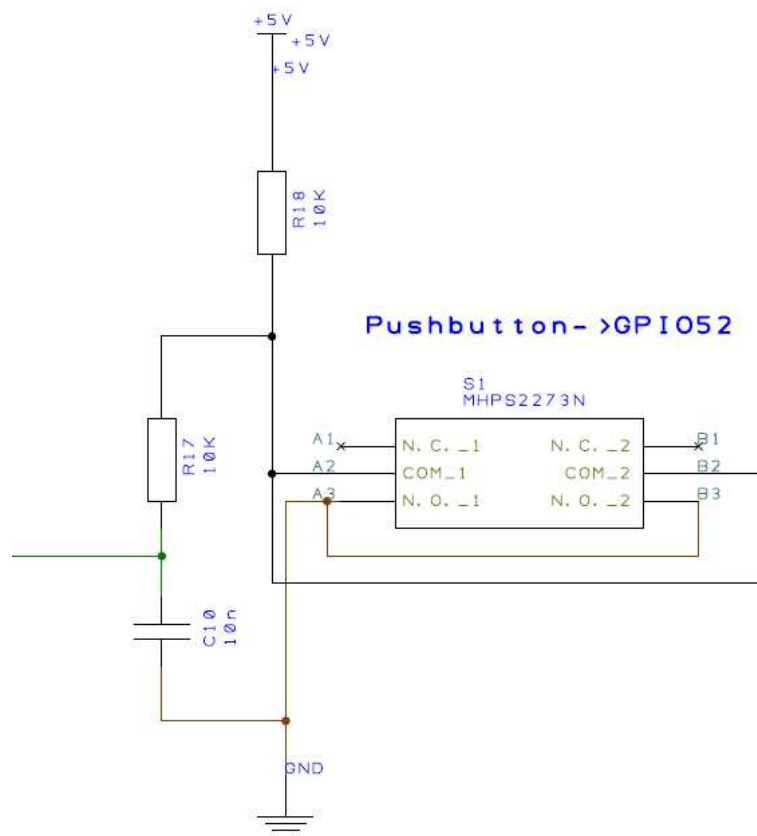 +5V
+5V
+5V
R18
10K
Pushbutton->GPIO52
S1
MHPS2273N
A1
N.C._1
N.C._2
B1
A2
COM_1
COM_2
B2
A3
N.O._1
N.O._2
B3
R17
10K
C10
10n
GND